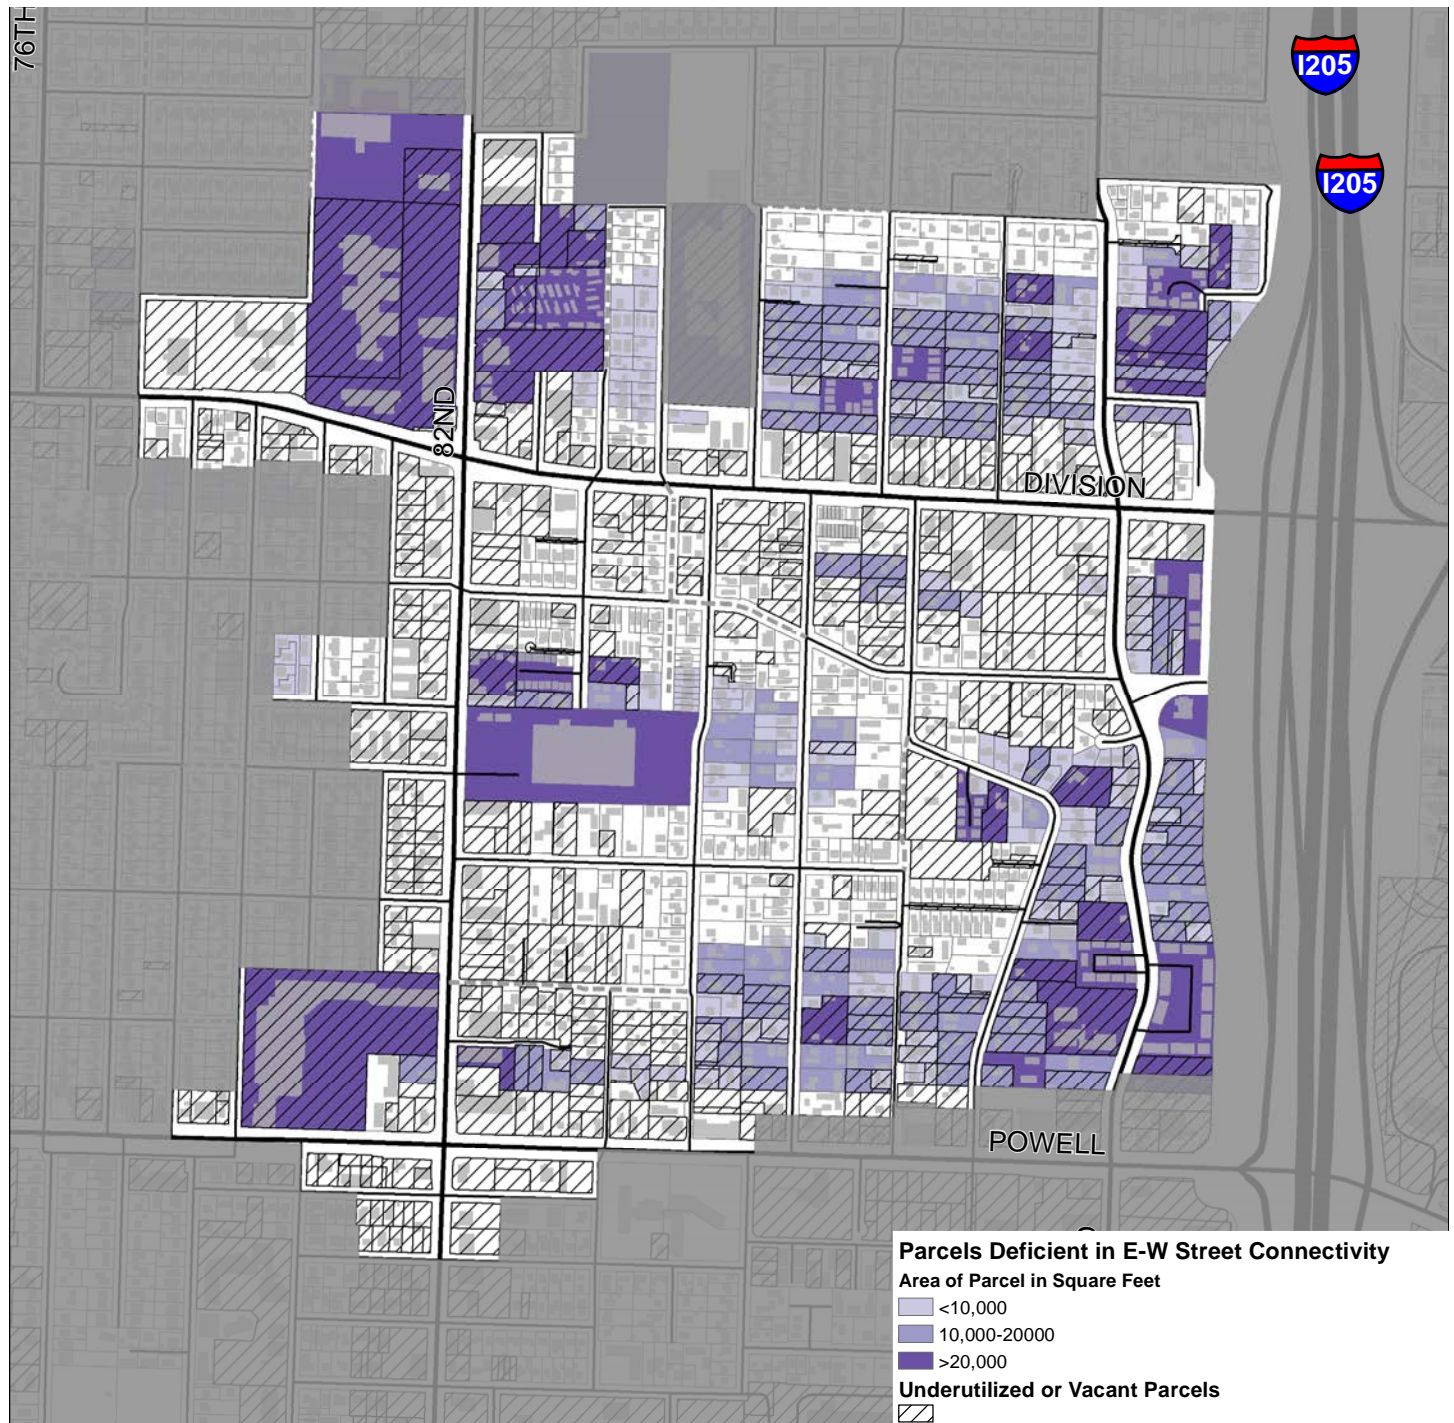 76TH
I205
I205
82ND
DIVISION
POWELL
Parcels Deficient in E-W Street Connectivity
Area of Parcel in Square Feet
<10,000
10,000-20000
>20,000
Underutilized or Vacant Parcels